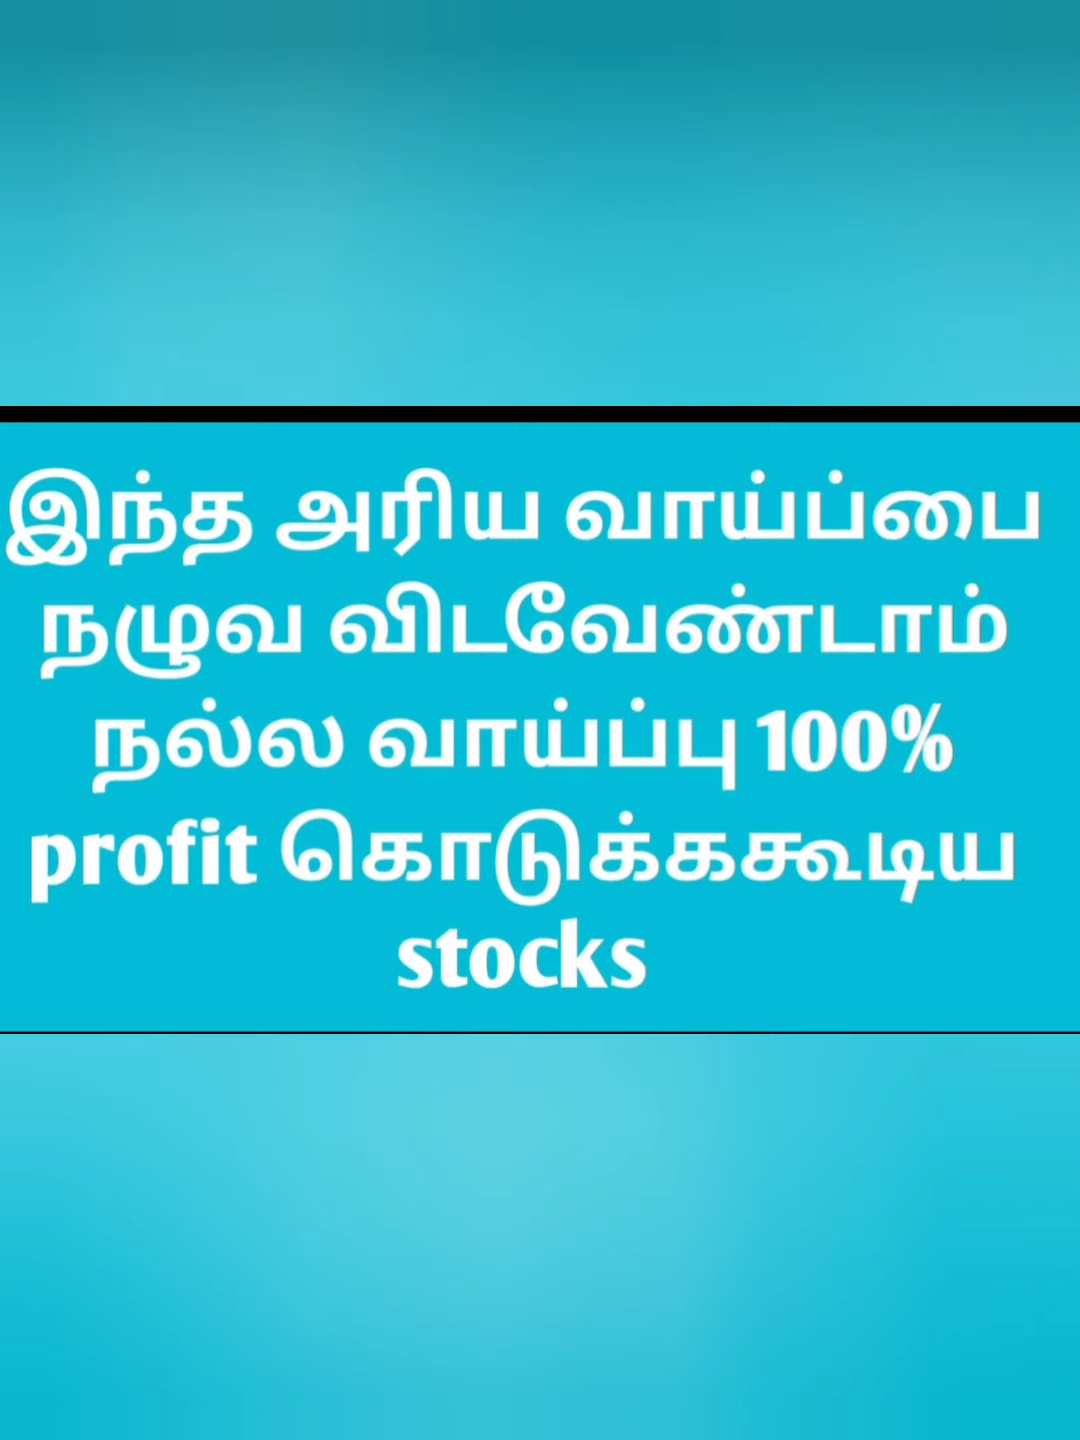 இந்த அரிய வாய்ப்பை
நழுவ விடவேண்டாம்
நல்ல வாய்ப்பு 100%
profit கொடுக்ககூடிய
stocks